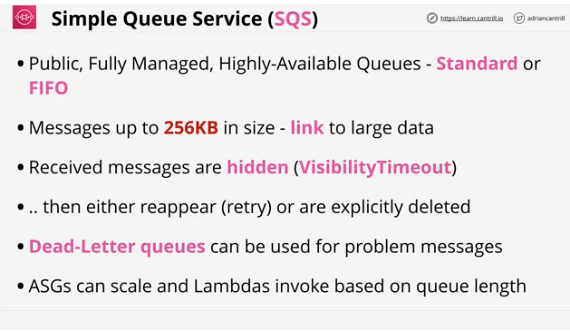 Simple Queue Service (SQS)
https://learn.cantrill.io
adriancantrill
• Public, Fully Managed, Highly-Available Queues - Standard or
FIFO
• Messages up to 256KB in size - link to large data
• Received messages are hidden (VisibilityTimeout)
• .. then either reappear (retry) or are explicitly deleted
• Dead-Letter queues can be used for problem messages
• ASGs can scale and Lambdas invoke based on queue length